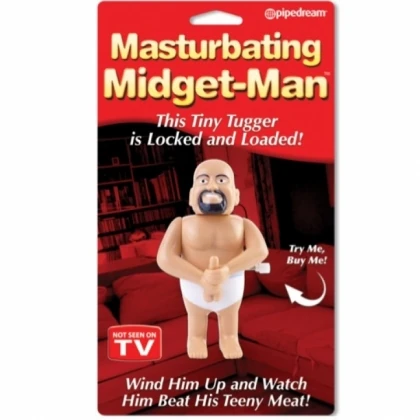 pipedream
Masturbating
Midget-Man™
This Tiny Tugger
is Locked and Loaded!
Try Me,
Buy Me!
NOT SEEN ON
TV
Wind Him Up and Watch
Him Beat His Teeny Meat!